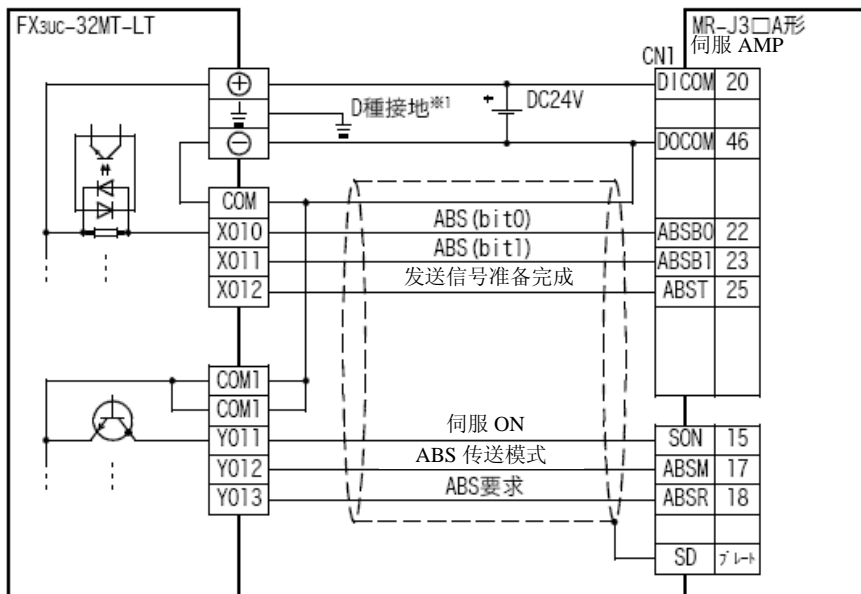 FX3UC-32MT-LT
MR-J3□A形
伺服 AMP
CN1
⊕
DICOM 20
D種接地※1
+
DC24V
⊖
DOCOM 46
COM
X010
ABS(bit0)
ABSB0 22
X011
ABS(bit1)
ABSB1 23
X012
发送信号准备完成
ABST 25
COM1
COM1
Y011
伺服 ON
SON 15
Y012
ABS 传送模式
ABSM 17
Y013
ABS要求
ABSR 18
SD プレート